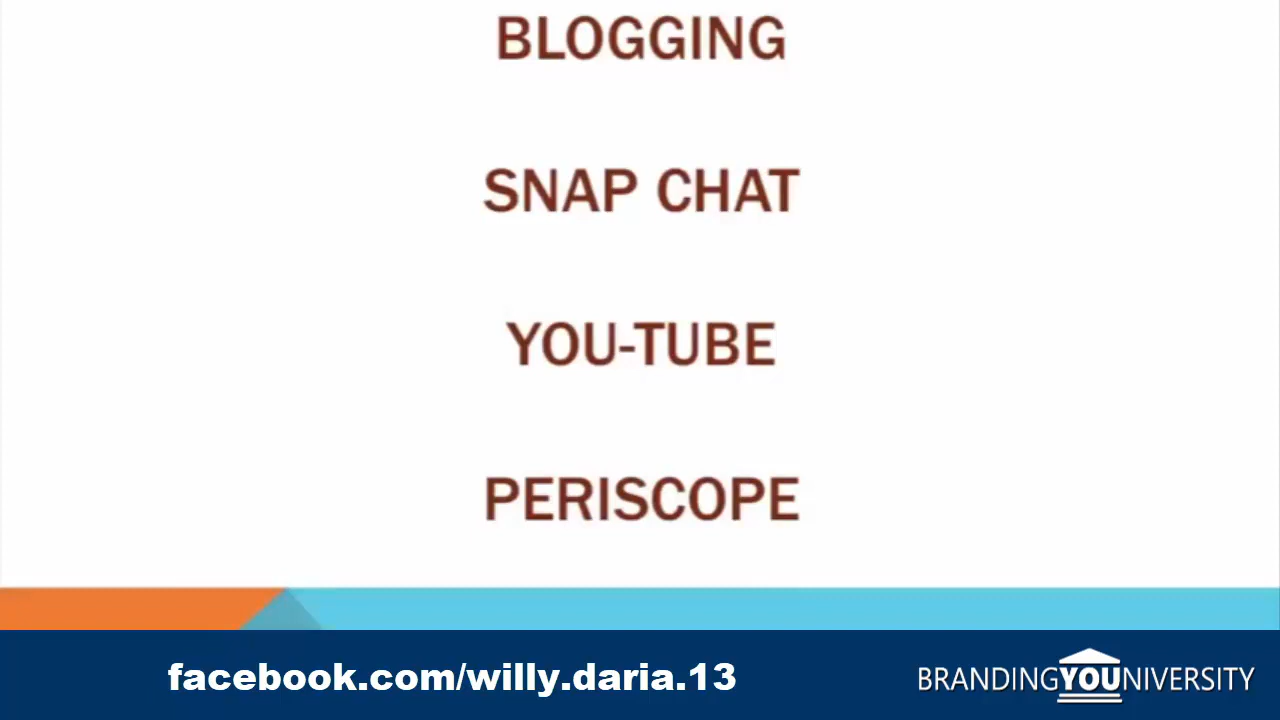 BLOGGING
SNAP CHAT
YOU-TUBE
PERISCOPE
facebook.com/willy.daria.13
BRANDINGYOUNIVERSITY